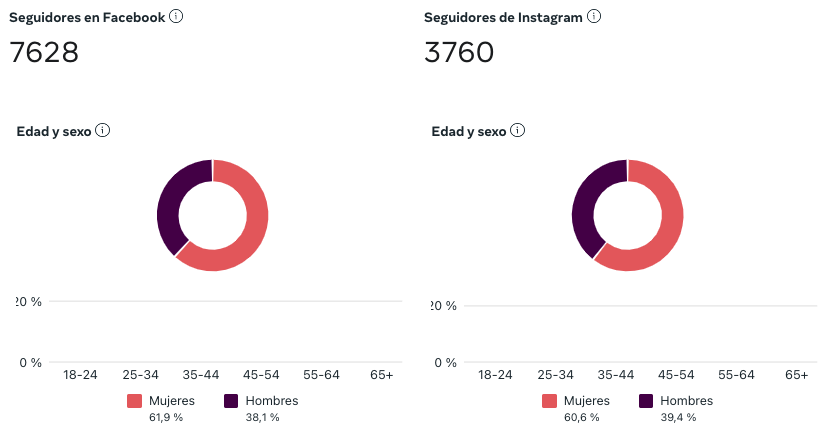 Seguidores en Facebook
7628
Edad y sexo
20 %
0 %
18-24 25-34 35-44 45-54 55-64 65+
Mujeres Hombres
61,9 % 38,1 %
Seguidores de Instagram
3760
Edad y sexo
20 %
0 %
18-24 25-34 35-44 45-54 55-64 65+
Mujeres Hombres
60,6 % 39,4 %